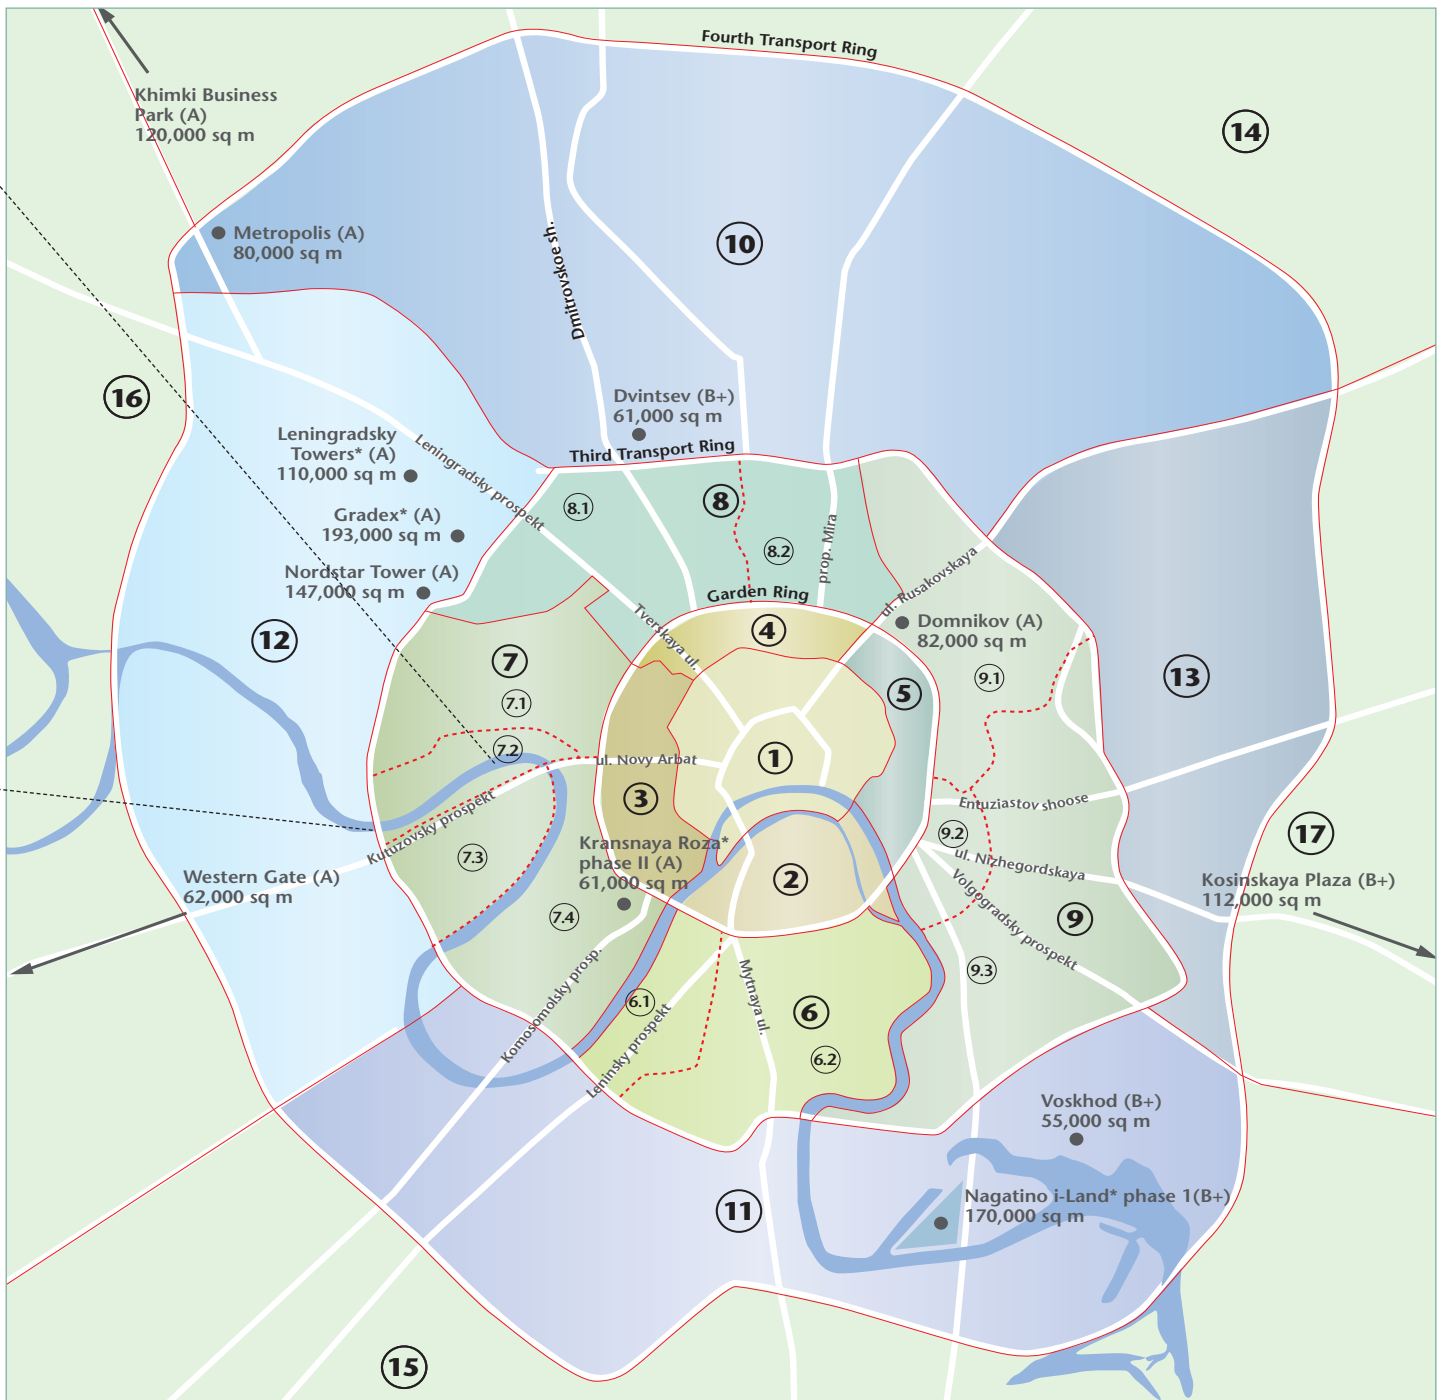 Fourth Transport Ring
Khimki Business
Park (A)
120,000 sq m
14
Metropolis (A)
80,000 sq m
10
Dmitrovskoe sh.
16
Dvintsev (B+)
61,000 sq m
Third Transport Ring
Leningradsky
Towers* (A)
110,000 sq m
Leningradsky prospekt
Gradex* (A)
193,000 sq m
8.1
8
8.2
prop. Mira
Nordstar Tower (A)
147,000 sq m
Garden Ring
ul. Rusakovskaya
Domnikov (A)
82,000 sq m
12
7
7.1
7.2
Tverskaya ul.
4
5
9.1
13
ul. Novy Arbat
1
3
Kutuzovsky prospekt
7.3
Entuziastov shoose
9.2
ul. Nizhegordskaya
17
Kransnaya Roza*
phase II (A)
61,000 sq m
2
Western Gate (A)
62,000 sq m
Volgogradsky prospekt
9
Kosinskaya Plaza (B+)
112,000 sq m
7.4
9.3
Komosomolsky prosp.
6.1
Leninsky prospekt
Mytnaya ul.
6
6.2
Voskhod (B+)
55,000 sq m
11
Nagatino i-Land* phase 1(B+)
170,000 sq m
15